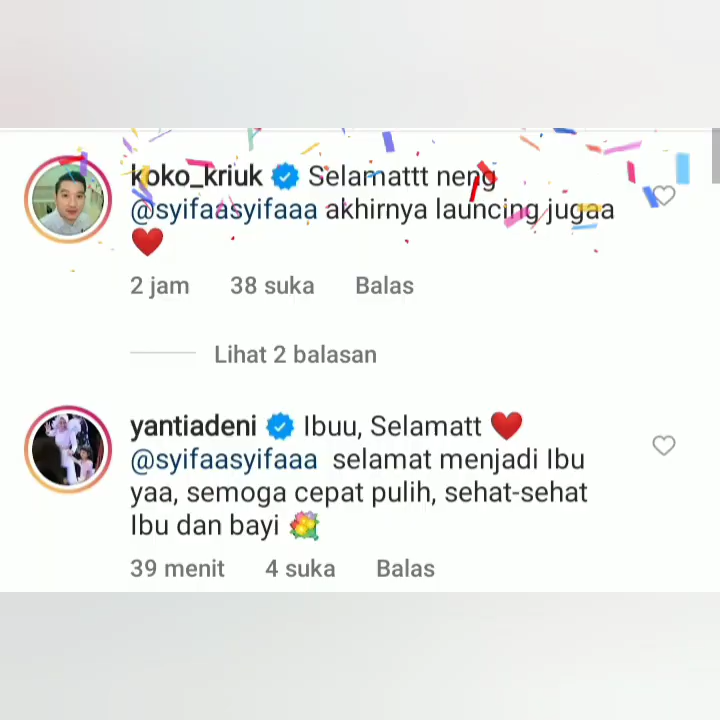 koko_kriuk Selamattt neng
@syifaasyifaaa akhirnya launcing jugaa
❤️
2 jam 38 suka Balas
Lihat 2 balasan
yantiadeni Ibuu, Selamatt ❤️
@syifaasyifaaa selamat menjadi Ibu
yaa, semoga cepat pulih, sehat-sehat
Ibu dan bayi 💐
39 menit 4 suka Balas